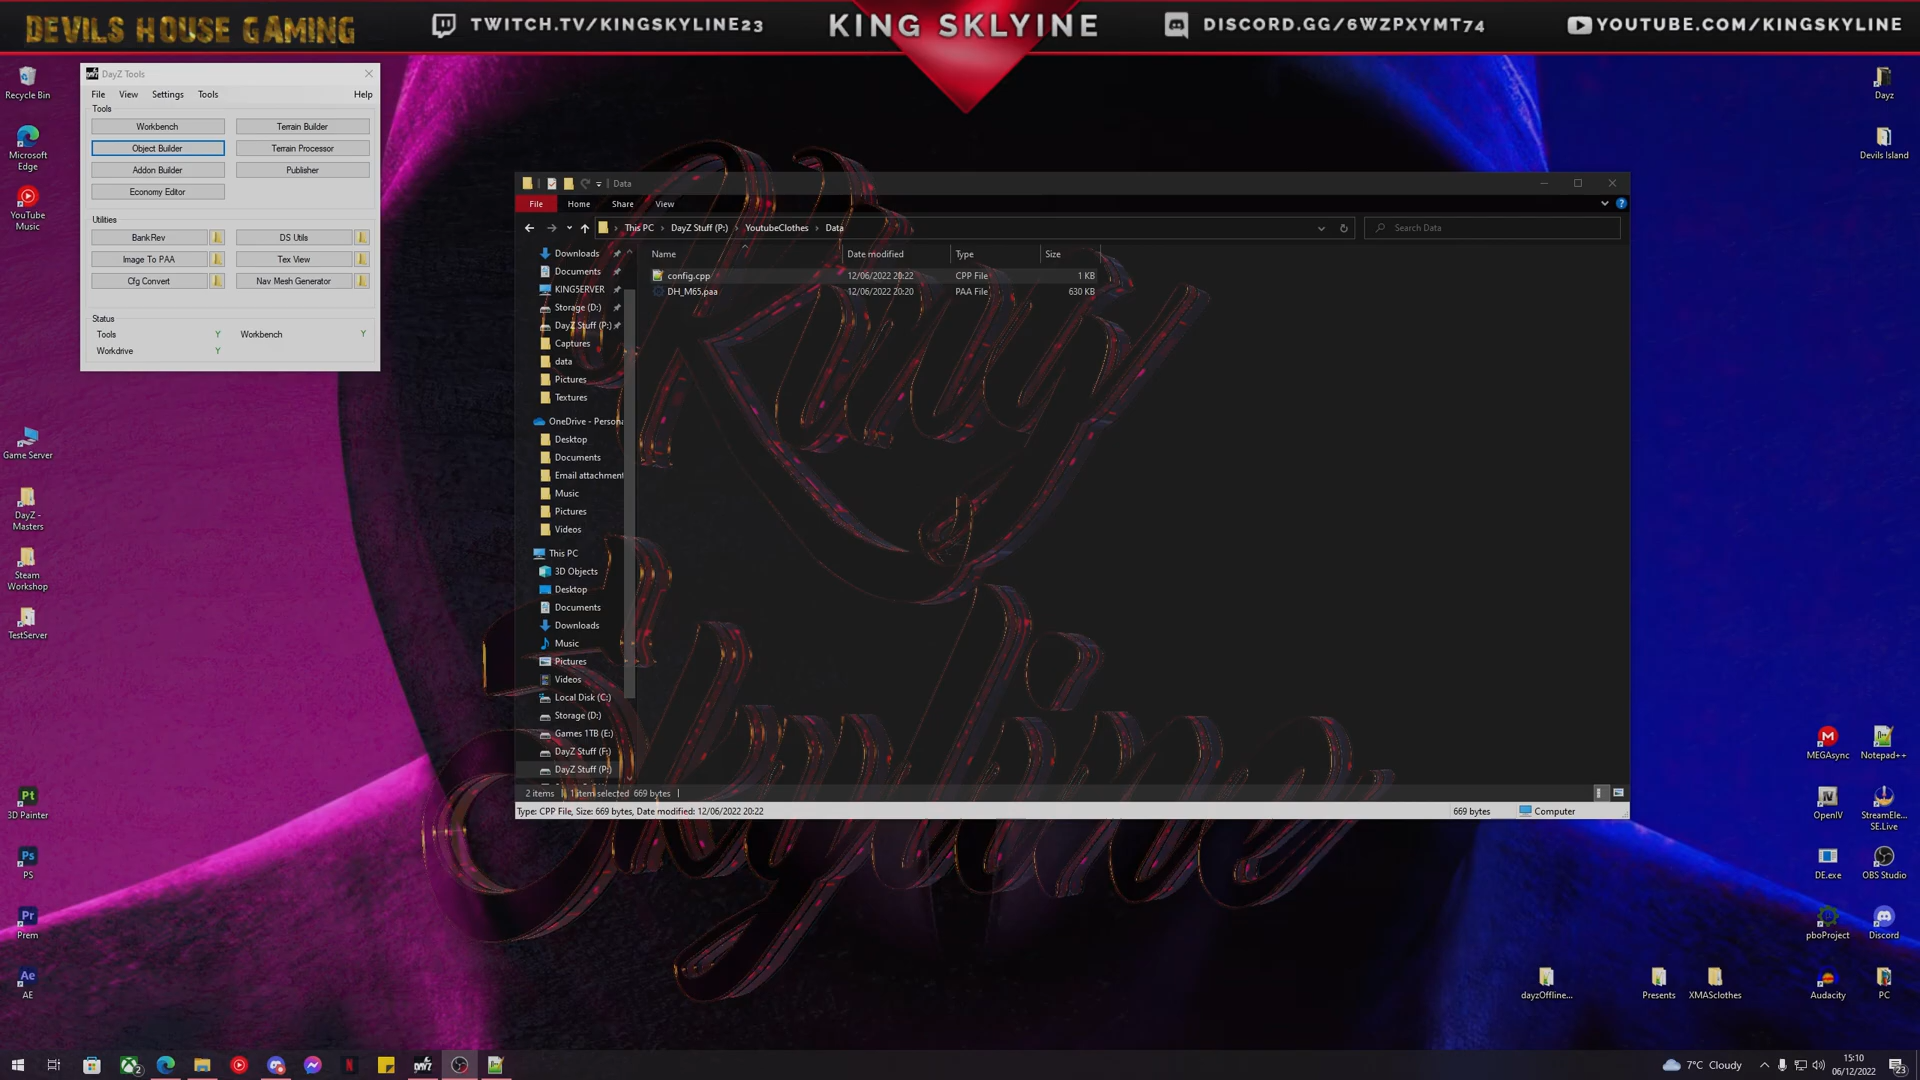 DEVILS HOUSE GAMING
TWITCH.TV/KINGSKYLINE23
KING SKLYINE
DISCORD.GG/6WZPXYMT74
YOUTUBE.COM/KINGSKYLINE
Recycle Bin
Microsoft
Edge
YouTube
Music
Game Server
DayZ -
Masters
Steam
Workshop
TestServer
3D Painter
PS
Prem
AE
DayZ Tools
File View Settings Tools Help
Tools
Workbench Terrain Builder
Object Builder Terrain Processor
Addon Builder Publisher
Economy Editor
Utilities
BankRev DS Utils
Image To PAA Tex View
Cfg Convert Nav Mesh Generator
Status
Tools Y Workbench Y
Workdrive Y
Data
File Home Share View
This PC > DayZ Stuff (P:) > YoutubeClothes > Data
Search Data
Name Date modified Type Size
config.cpp 12/06/2022 20:22 CPP File 1 KB
DH_M65.paa 12/06/2022 20:20 PAA File 630 KB
Downloads
Documents
KINGSERVER
Storage (D:)
DayZ Stuff (P:)
Captures
data
Pictures
Textures
OneDrive - Persona
Desktop
Documents
Email attachment
Music
Pictures
Videos
This PC
3D Objects
Desktop
Documents
Downloads
Music
Pictures
Videos
Local Disk (C:)
Storage (D:)
Games 1TB (E:)
DayZ Stuff (F:)
DayZ Stuff (P:)
2 items 1 item selected 669 bytes
Type: CPP File, Size: 669 bytes, Date modified: 12/06/2022 20:22
669 bytes
Computer
King
Skyline
Dayz
Devils Island
MEGAsync
Notepad++
OpenIV
StreamEle...
SE.Live
DE.exe
OBS Studio
pboProject
Discord
dayzOffline...
Presents
XMASclothes
Audacity
PC
7°C Cloudy
15:10
06/12/2022
23